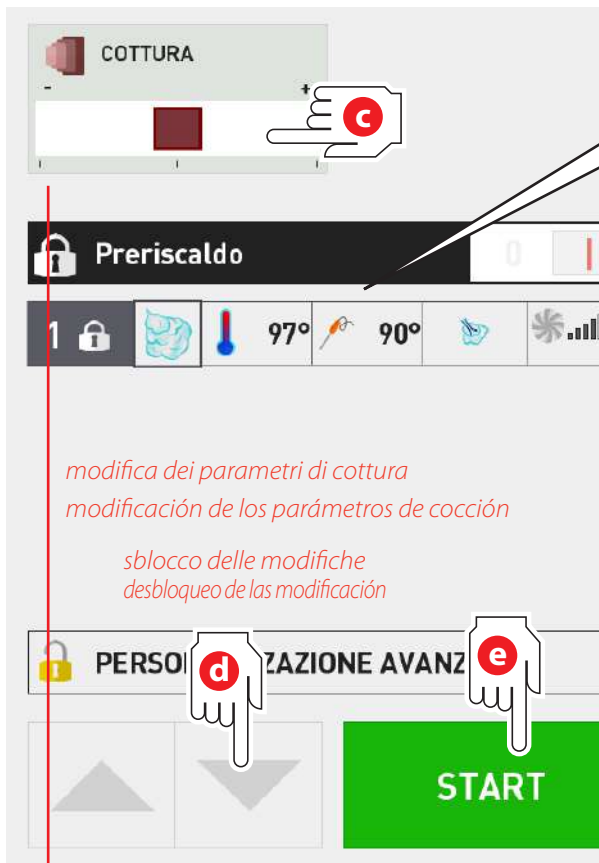 COTTURA
- +
c
Preriscaldo 0
1 97° 90°
modifica dei parametri di cottura
modificación de los parámetros de cocción
sblocco delle modifiche
desbloqueo de las modificación
d e
START